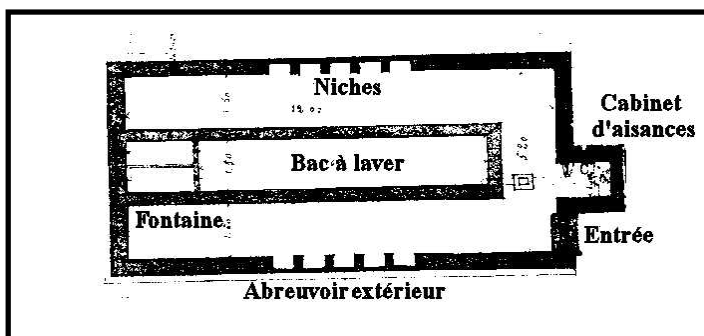 Niches
Cabinet
d'aisances
Bac à laver
Fontaine
Entrée
Abreuvoir extérieur